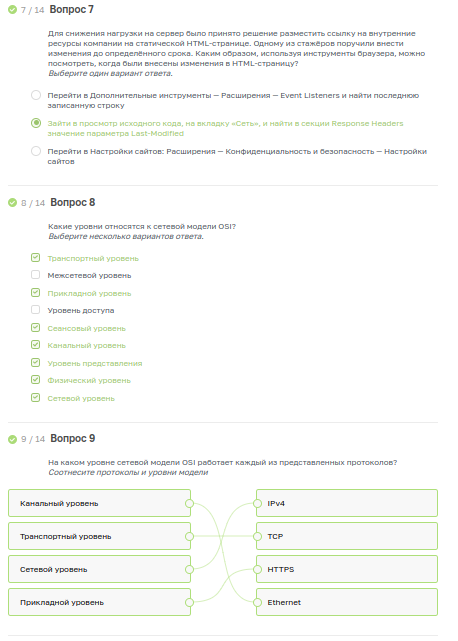 7 / 14 Вопрос 7
Для снижения нагрузки на сервер было принято решение разместить ссылку на внутренние
ресурсы компании на статической HTML-странице. Одному из стажёров поручили внести
изменения до определённого срока. Каким образом, используя инструменты браузера, можно
посмотреть, когда были внесены изменения в HTML-страницу?
Выберите один вариант ответа.
Перейти в Дополнительные инструменты — Расширения — Event Listeners и найти последнюю
записанную строку
Зайти в просмотр исходного кода, на вкладку «Сеть», и найти в секции Response Headers
значение параметра Last-Modified
Перейти в Настройки сайтов: Расширения — Конфиденциальность и безопасность — Настройки
сайтов
8 / 14 Вопрос 8
Какие уровни относятся к сетевой модели OSI?
Выберите несколько вариантов ответа.
Транспортный уровень
Межсетевой уровень
Прикладной уровень
Уровень доступа
Сеансовый уровень
Канальный уровень
Уровень представления
Физический уровень
Сетевой уровень
9 / 14 Вопрос 9
На каком уровне сетевой модели OSI работает каждый из представленных протоколов?
Соотнесите протоколы и уровни модели
Канальный уровень IPv4
Транспортный уровень TCP
Сетевой уровень HTTPS
Прикладной уровень Ethernet